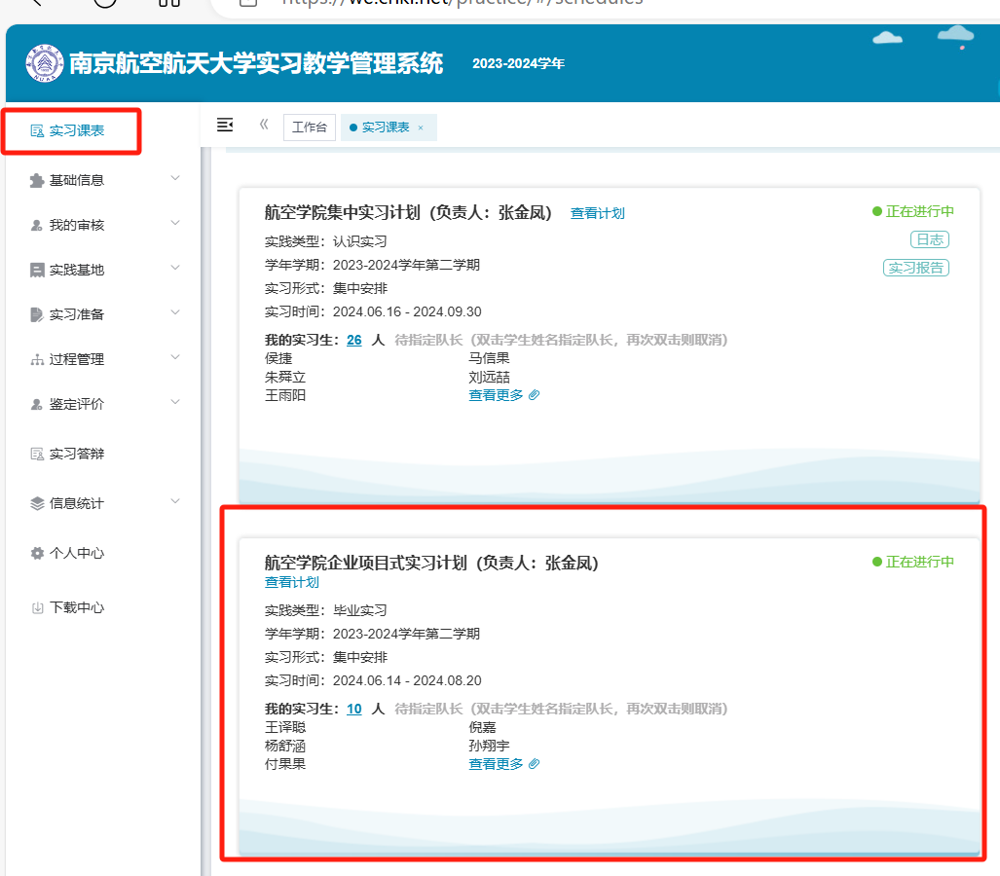 https://we.cnki.net/practice/#/schedules
南京航空航天大学实习教学管理系统 2023-2024学年
实习课表
工作台
实习课表 ×
基础信息
我的审核
实践基地
实习准备
过程管理
鉴定评价
实习答辩
信息统计
个人中心
下载中心
航空学院集中实习计划（负责人：张金凤） 查看计划 正在进行中
实践类型：认识实习 日志
学年学期：2023-2024学年第二学期 实习报告
实习形式：集中安排
实习时间：2024.06.16 - 2024.09.30
我的实习生：26 人 待指定队长（双击学生姓名指定队长，再次双击则取消）
侯捷 马信果
朱舜立 刘远喆
王雨阳 查看更多
航空学院企业项目式实习计划（负责人：张金凤） 正在进行中
查看计划
实践类型：毕业实习
学年学期：2023-2024学年第二学期
实习形式：集中安排
实习时间：2024.06.14 - 2024.08.20
我的实习生：10 人 待指定队长（双击学生姓名指定队长，再次双击则取消）
王译聪 倪嘉
杨舒涵 孙翔宇
付果果 查看更多